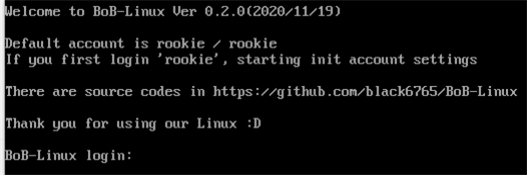 Welcome to BoB-Linux Ver 0.2.0(2020/11/19)
Default account is rookie / rookie
If you first login 'rookie', starting init account settings
There are source codes in https://github.com/black6765/BoB-Linux
Thank you for using our Linux :D
BoB-Linux login: